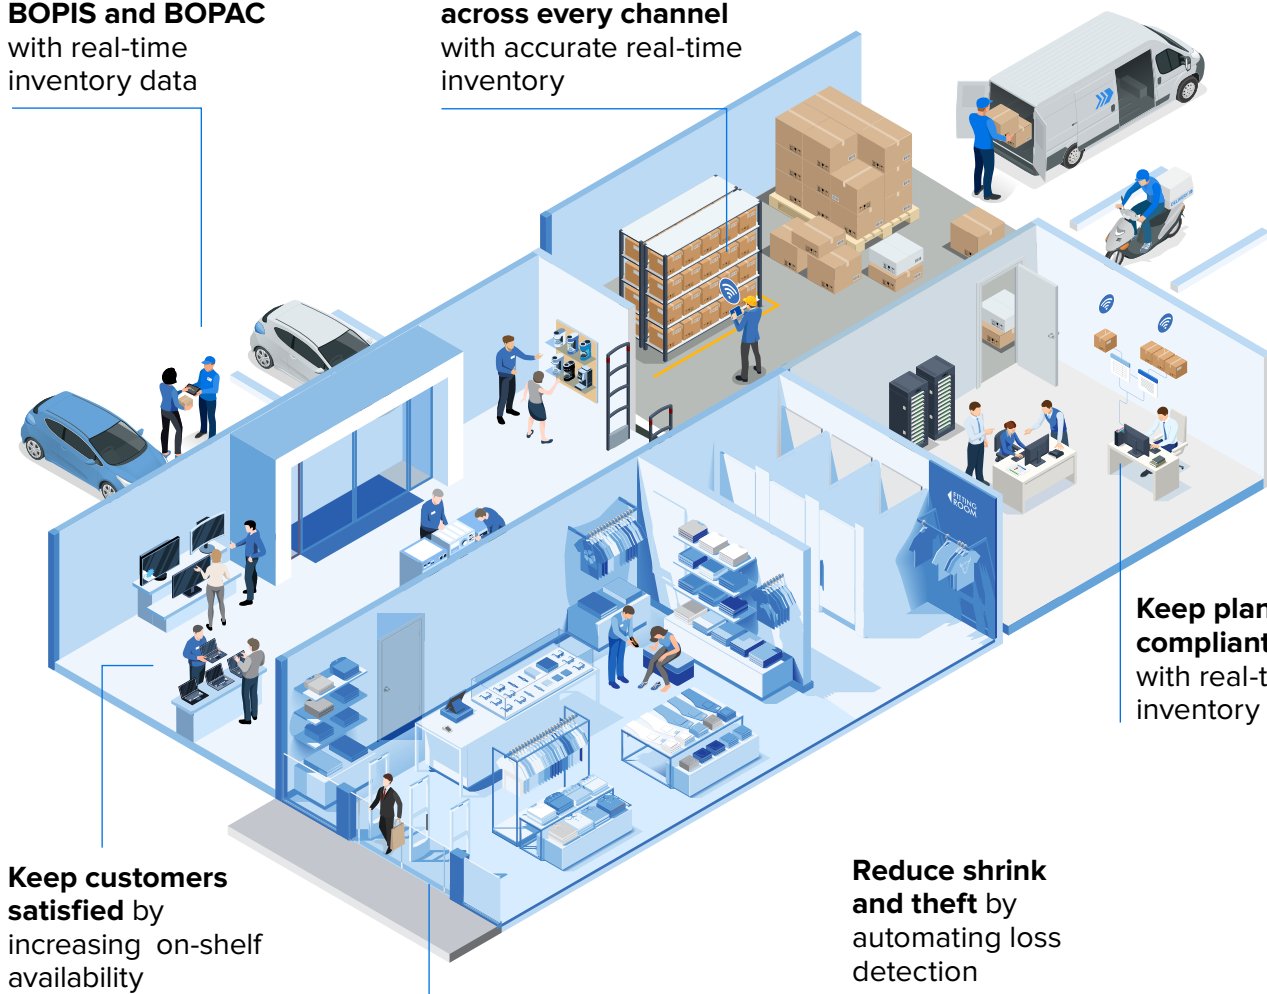 BOPIS and BOPAC
with real-time
inventory data
across every channel
with accurate real-time
inventory
FITTING
ROOM
Keep plan
compliant
with real-t
inventory
Keep customers
satisfied by
increasing on-shelf
availability
Reduce shrink
and theft by
automating loss
detection